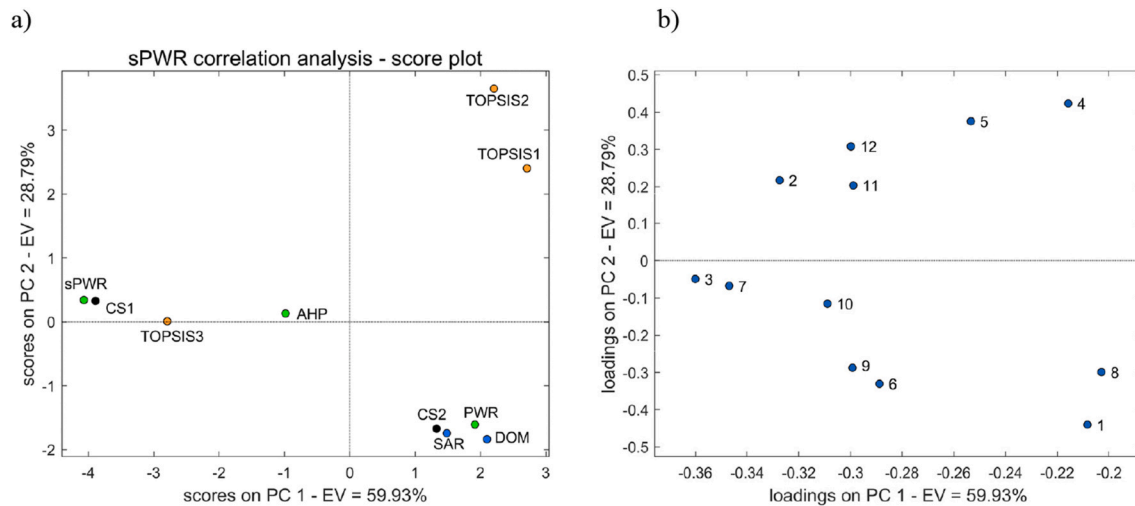 a)
sPWR correlation analysis - score plot
3
2
1
0
-1
-2
-4
-3
-2
-1
0
1
2
3
scores on PC 2 - EV = 28.79%
scores on PC 1 - EV = 59.93%
TOPSIS2
TOPSIS1
sPWR
CS1
TOPSIS3
AHP
CS2
PWR
SAR
DOM
b)
0.5
0.4
0.3
0.2
0.1
0
-0.1
-0.2
-0.3
-0.4
-0.5
-0.36
-0.34
-0.32
-0.3
-0.28
-0.26
-0.24
-0.22
-0.2
loadings on PC 2 - EV = 28.79%
loadings on PC 1 - EV = 59.93%
4
5
12
2
11
3
7
10
9
6
8
1